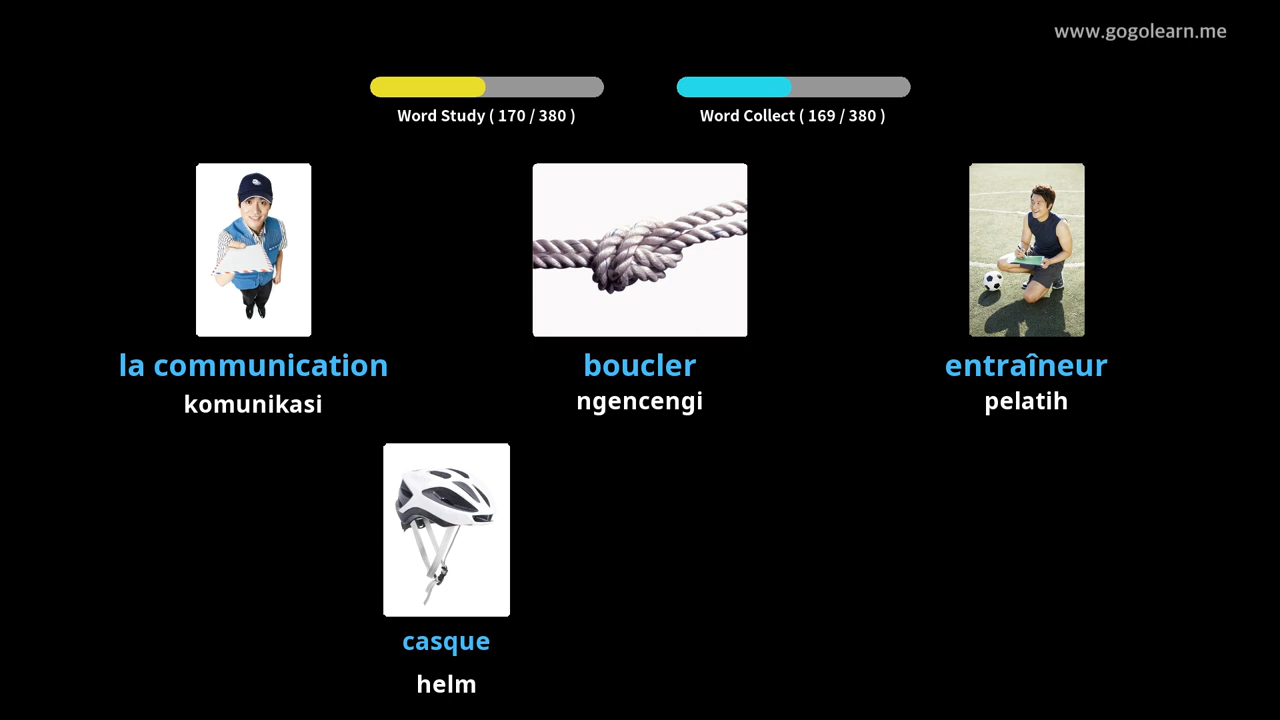 www.gogolearn.me
Word Study ( 170 / 380 )
Word Collect ( 169 / 380 )
la communication
komunikasi
boucler
ngencengi
entraîneur
pelatih
casque
helm